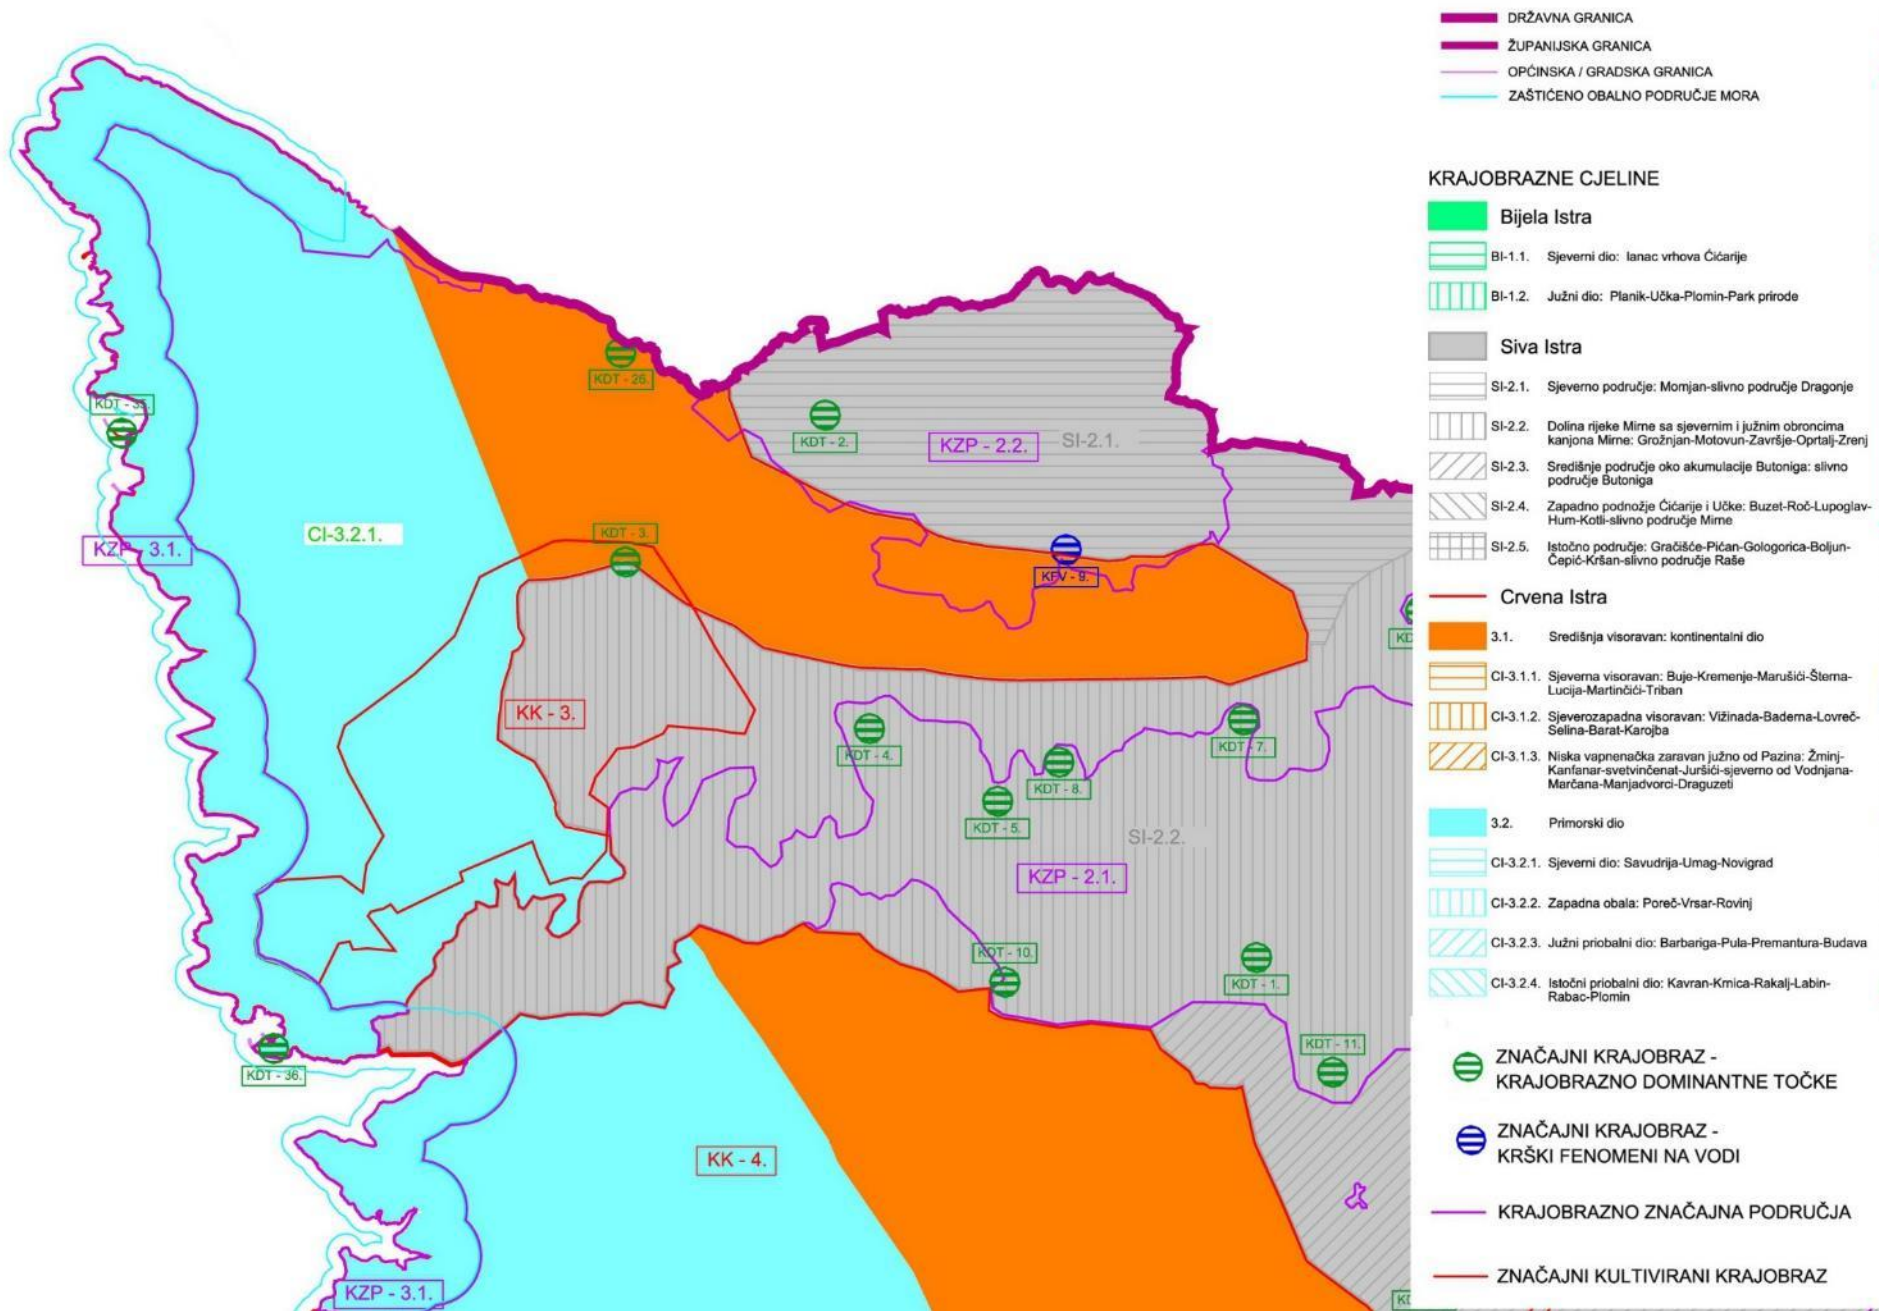 DRŽAVNA GRANICA
ŽUPANIJSKA GRANICA
OPĆINSKA / GRADSKA GRANICA
ZAŠTIĆENO OBALNO PODRUČJE MORA
KRAJOBRAZNE CJELINE
Bijela Istra
BI-1.1. Sjeverni dio: lanac vrhova Ćićarije
BI-1.2. Južni dio: Planik-Učka-Plomin-Park prirode
Siva Istra
SI-2.1. Sjeverno područje: Momjan-slivno područje Dragonje
SI-2.2. Dolina rijeke Mirne sa sjevernim i južnim obroncima
kanjona Mirne: Grožnjan-Motovun-Završje-Oprtalj-Zrenj
SI-2.3. Središnje područje oko akumulacije Butoniga: slivno
područje Butoniga
SI-2.4. Zapadno podnožje Ćićarije i Učke: Buzet-Roč-Lupoglav-
Hum-Kotli-slivno područje Mirne
SI-2.5. Istočno područje: Gračišće-Pićan-Gologorica-Boljun-
Čepić-Kršan-slivno područje Raše
Crvena Istra
3.1. Središnja visoravan: kontinentalni dio
CI-3.1.1. Sjeverna visoravan: Buje-Kremenje-Marušići-Šterna-
Lucija-Martinčići-Triban
CI-3.1.2. Sjeverozapadna visoravan: Vižinada-Baderna-Lovreč-
Selina-Barat-Karojba
CI-3.1.3. Niska vapnenačka zaravan južno od Pazina: Žminj-
Kanfanar-svetvinčenat-Juršići-sjeverno od Vodnjana-
Marčana-Manjadvorci-Draguzeti
3.2. Primorski dio
CI-3.2.1. Sjeverni dio: Savudrija-Umag-Novigrad
CI-3.2.2. Zapadna obala: Poreč-Vrsar-Rovinj
CI-3.2.3. Južni priobalni dio: Barbariga-Pula-Premantura-Budava
CI-3.2.4. Istočni priobalni dio: Kavran-Krnica-Rakalj-Labin-
Rabac-Plomin
ZNAČAJNI KRAJOBRAZ -
KRAJOBRAZNO DOMINANTNE TOČKE
ZNAČAJNI KRAJOBRAZ -
KRŠKI FENOMENI NA VODI
KRAJOBRAZNO ZNAČAJNA PODRUČJA
ZNAČAJNI KULTIVIRANI KRAJOBRAZ
KDT - 26.
KDT - 35.
KDT - 2.
KZP - 2.2.
SI-2.1.
CI-3.2.1.
KDT - 3.
KZP - 3.1.
KFV - 9.
KK - 3.
KDT - 4.
KDT - 7.
KDT - 8.
KDT - 5.
SI-2.2.
KZP - 2.1.
KDT - 10.
KDT - 1.
KDT - 11.
KDT - 36.
KK - 4.
KZP - 3.1.